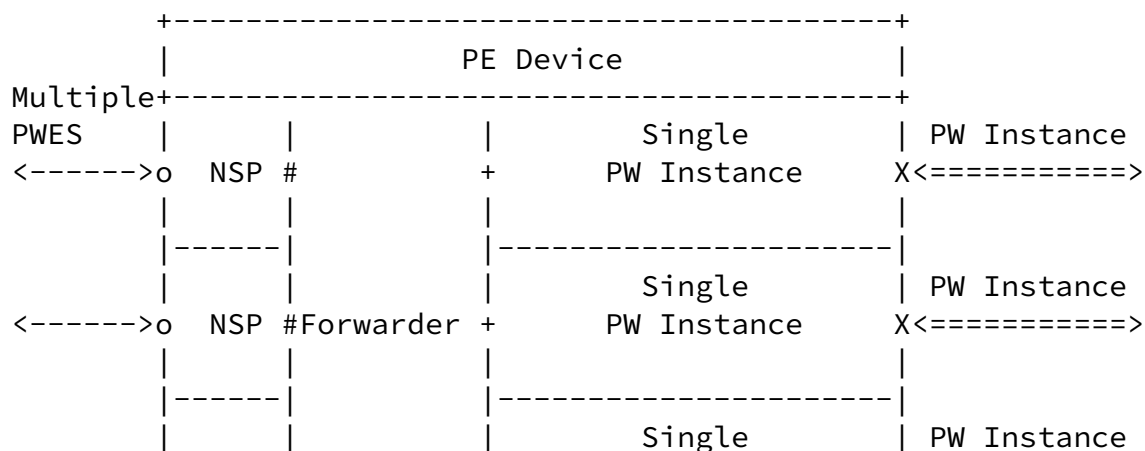 +----------------------------------------+
        |                PE Device               |
Multiple+----------------------------------------+
PWES    |      |          |        Single        | PW Instance
<------>o  NSP #          +      PW Instance     X<===========>
        |      |          |                      |
        |------|          |----------------------|
        |      |          |        Single        | PW Instance
<------>o  NSP #Forwarder +      PW Instance     X<===========>
        |      |          |                      |
        |------|          |----------------------|
        |      |          |        Single        | PW Instance